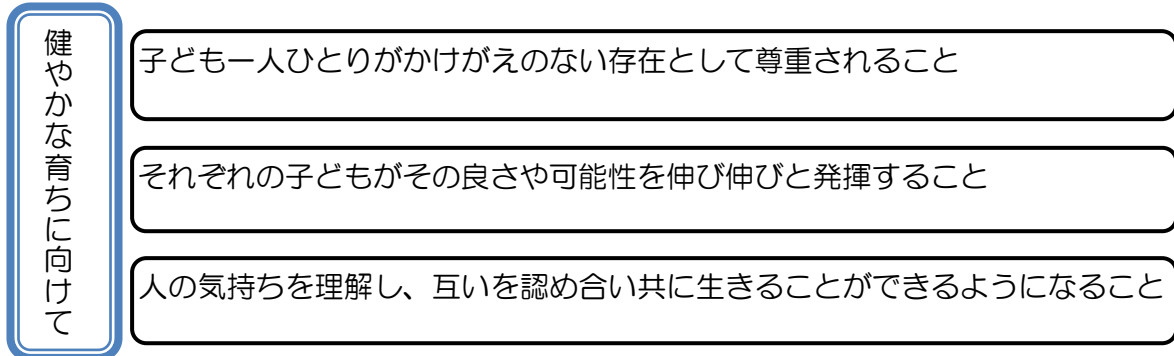 健やかな育ちに向けて
子ども一人ひとりがかけがえのない存在として尊重されること
それぞれの子どもがその良さや可能性を伸び伸びと発揮すること
人の気持ちを理解し、互いを認め合い共に生きることができるようになること